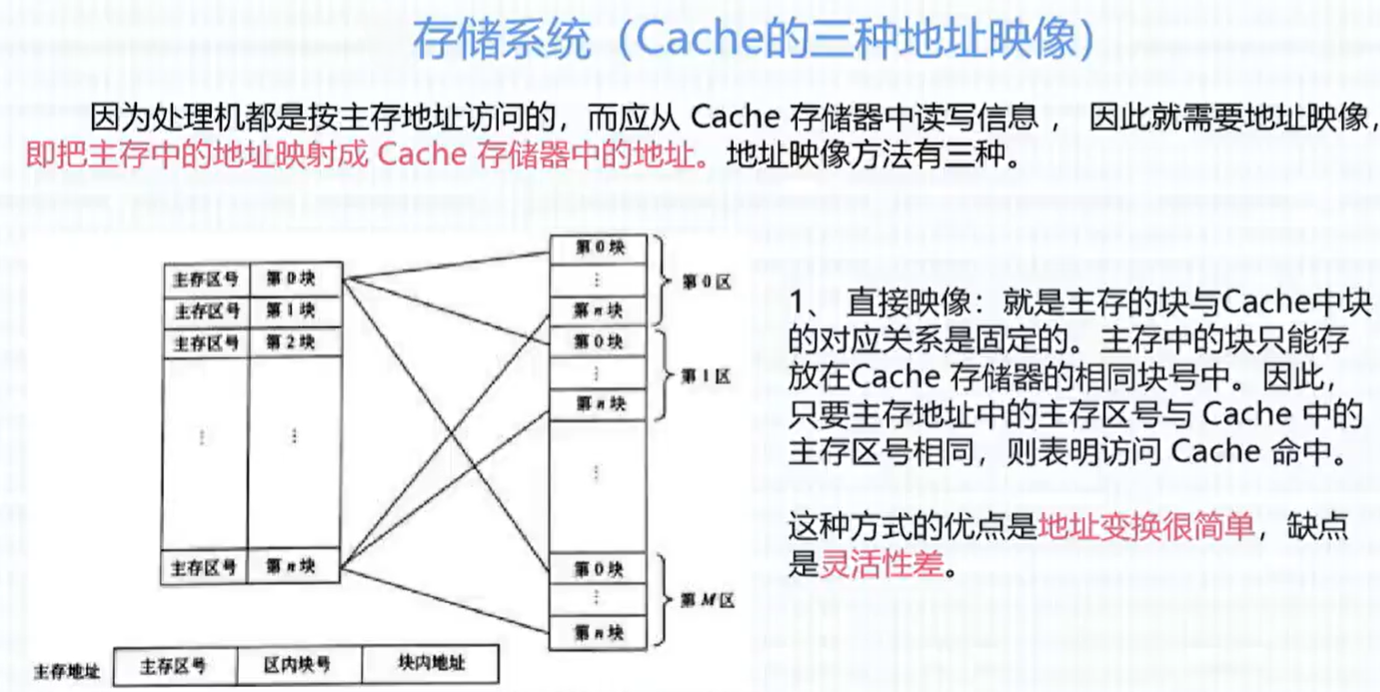 存储系统（Cache的三种地址映像）
因为处理机都是按主存地址访问的，而应从 Cache 存储器中读写信息， 因此就需要地址映像，
即把主存中的地址映射成 Cache 存储器中的地址。地址映像方法有三种。
主存区号 第0块
主存区号 第1块
主存区号 第2块
⋮ ⋮
主存区号 第n块
第0块
⋮
第n块
第0区
第0块
⋮
第n块
第1区
⋮
第0块
⋮
第n块
第M区
主存地址 主存区号 区内块号 块内地址
1、 直接映像：就是主存的块与Cache中块
的对应关系是固定的。 主存中的块只能存
放在Cache 存储器的相同块号中。因此，
只要主存地址中的主存区号与 Cache 中的
主存区号相同，则表明访问 Cache 命中。
这种方式的优点是地址变换很简单，缺点
是灵活性差。